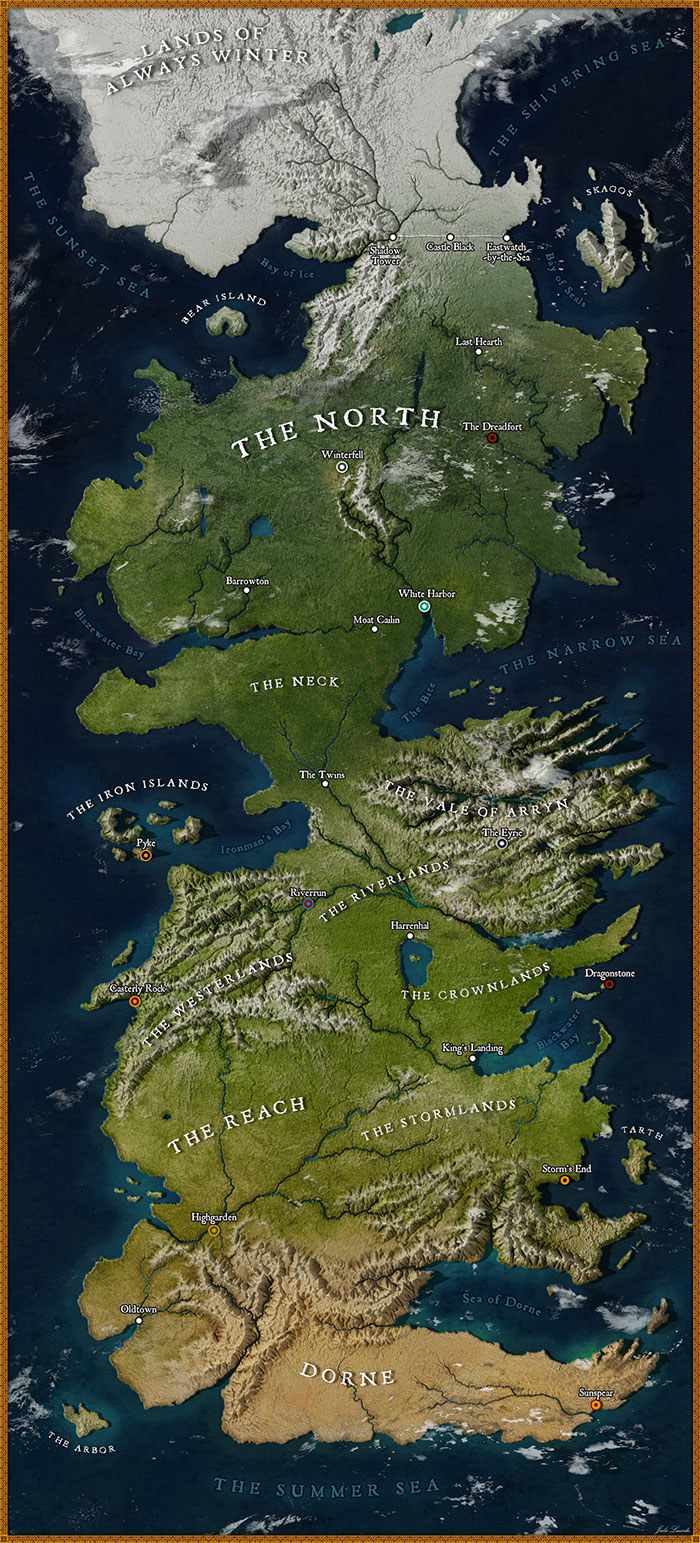 LANDS OF
ALWAYS WINTER
THE SHIVERING SEA
THE SUNSET SEA
SKAGOS
Shadow
Tower
Castle Black
Eastwatch
-by-the-Sea
Bay of Ice
Bay of Seals
BEAR ISLAND
Last Hearth
THE NORTH
The Dreadfort
Winterfell
Barrowton
White Harbor
Moat Cailin
Blazewater Bay
THE NARROW SEA
THE NECK
The Bite
The Twins
THE IRON ISLANDS
THE VALE OF ARRYN
Ironman's Bay
The Eyrie
Pyke
Riverrun
THE RIVERLANDS
Harrenhal
THE WESTERLANDS
Casterly Rock
THE CROWNLANDS
Dragonstone
Blackwater
Bay
King's Landing
THE REACH
THE STORMLANDS
TARTH
Storm's End
Highgarden
Sea of Dorne
Oldtown
DORNE
Sunspear
THE ARBOR
THE SUMMER SEA